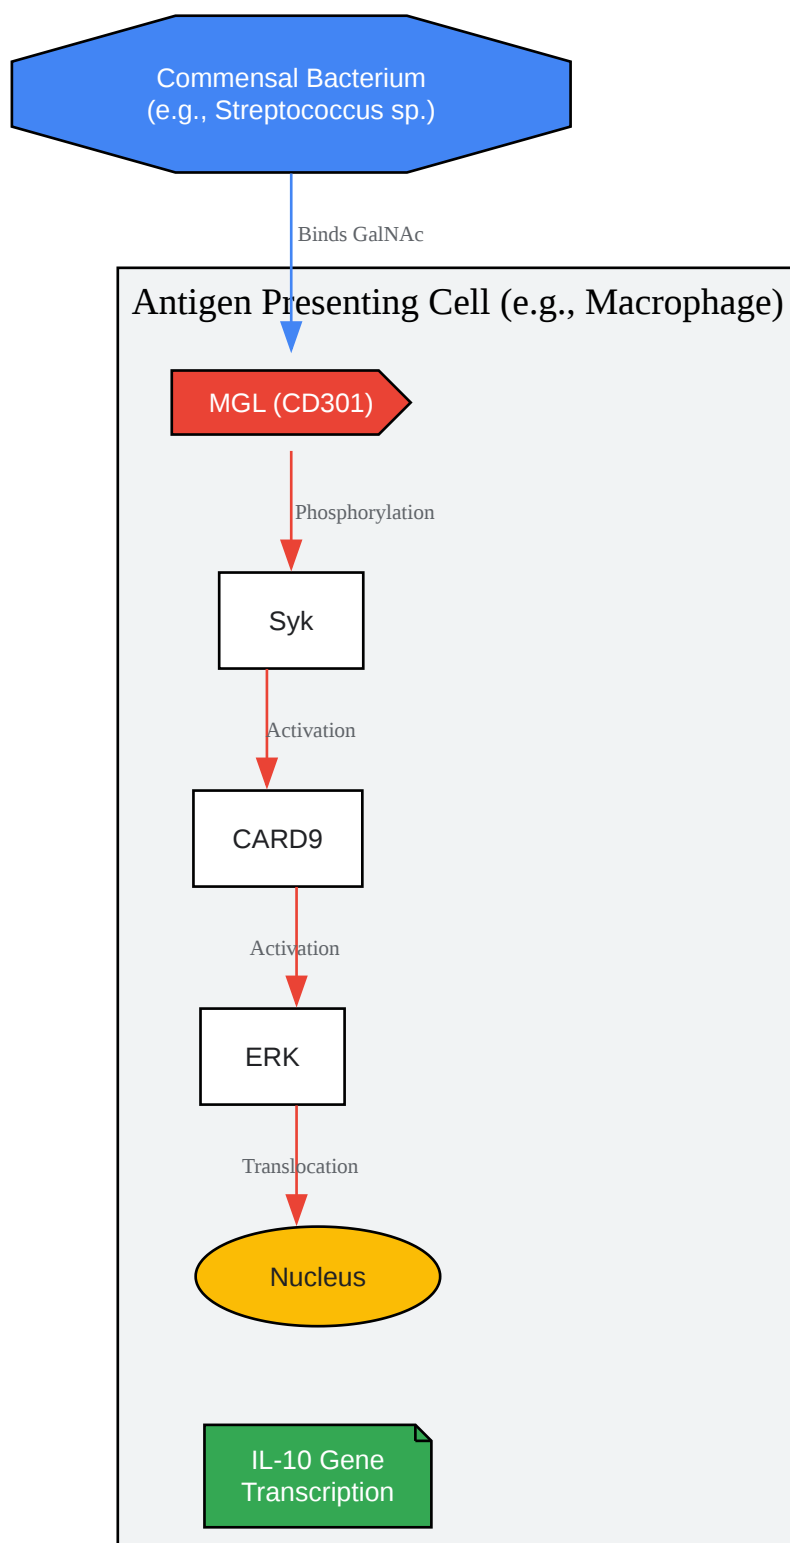 Commensal Bacterium
(e.g., Streptococcus sp.)
Binds GalNAc
Antigen Presenting Cell (e.g., Macrophage)
MGL (CD301)
Phosphorylation
Syk
Activation
CARD9
Activation
ERK
Translocation
Nucleus
IL-10 Gene
Transcription